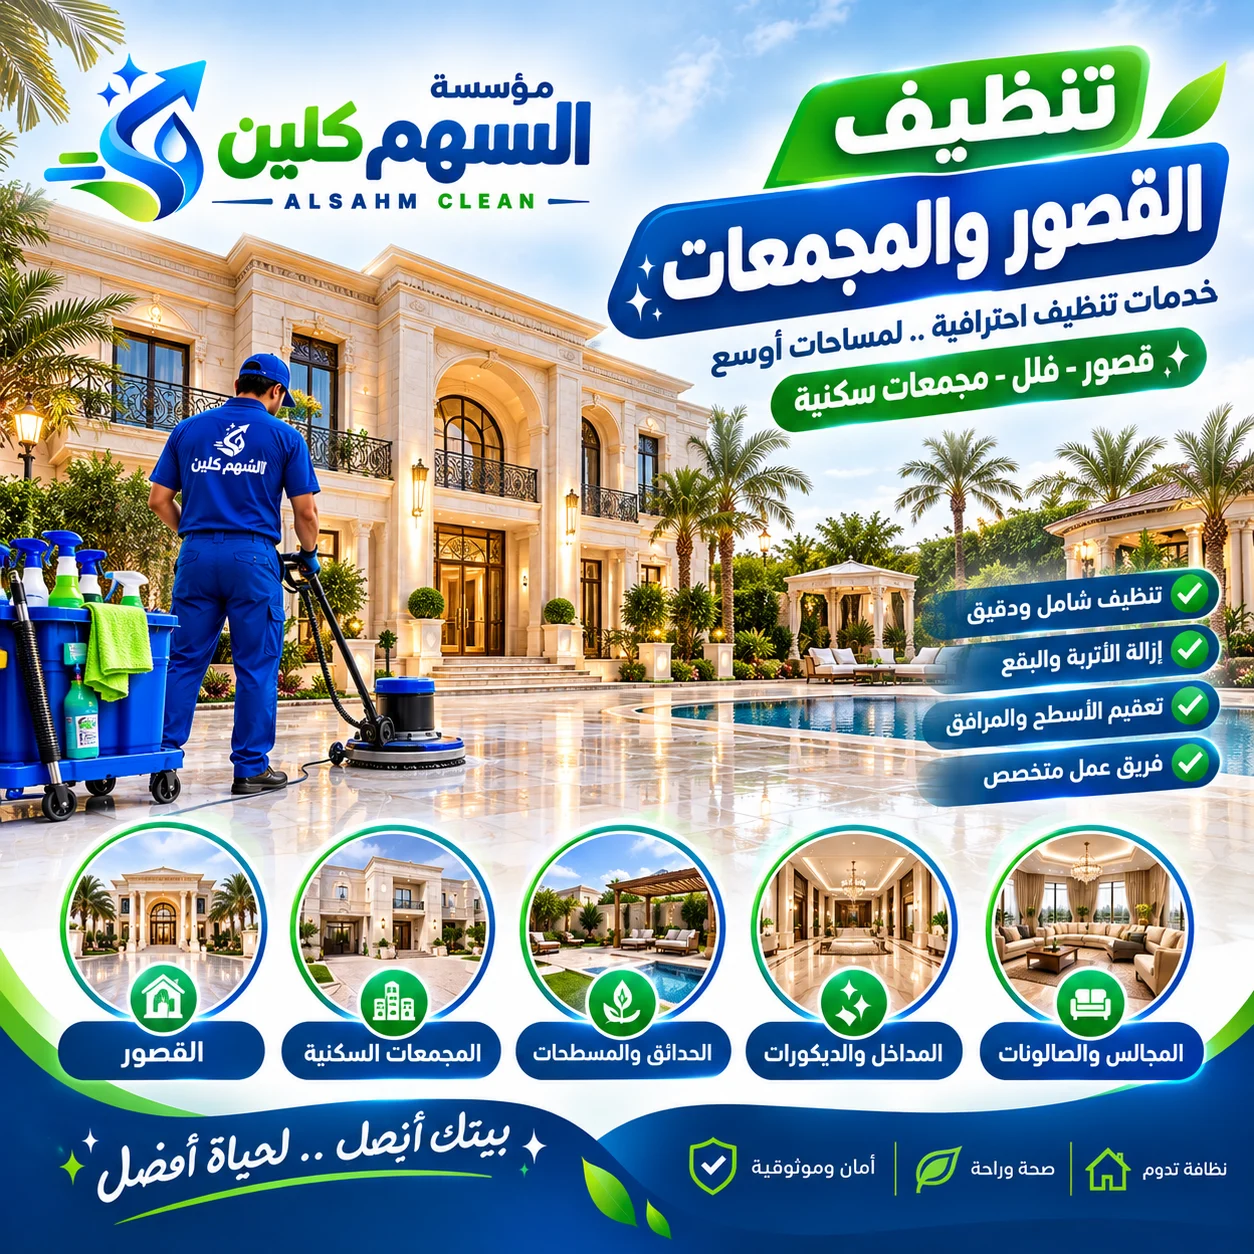 مؤسسة
السهم كلين
ALSAHM CLEAN
تنظيف
القصور والمجمعات
خدمات تنظيف احترافية .. لمساحات أوسع
قصور - فلل - مجمعات سكنية
السهم كلين
تنظيف شامل ودقيق
إزالة الأتربة والبقع
تعقيم الأسطح والمرافق
فريق عمل متخصص
المجالس والصالونات
المداخل والديكورات
الحدائق والمسطحات
المجمعات السكنية
القصور
نظافة تدوم
صحة وراحة
أمان وموثوقية
بيتك أنصل .. لحياة أفضل